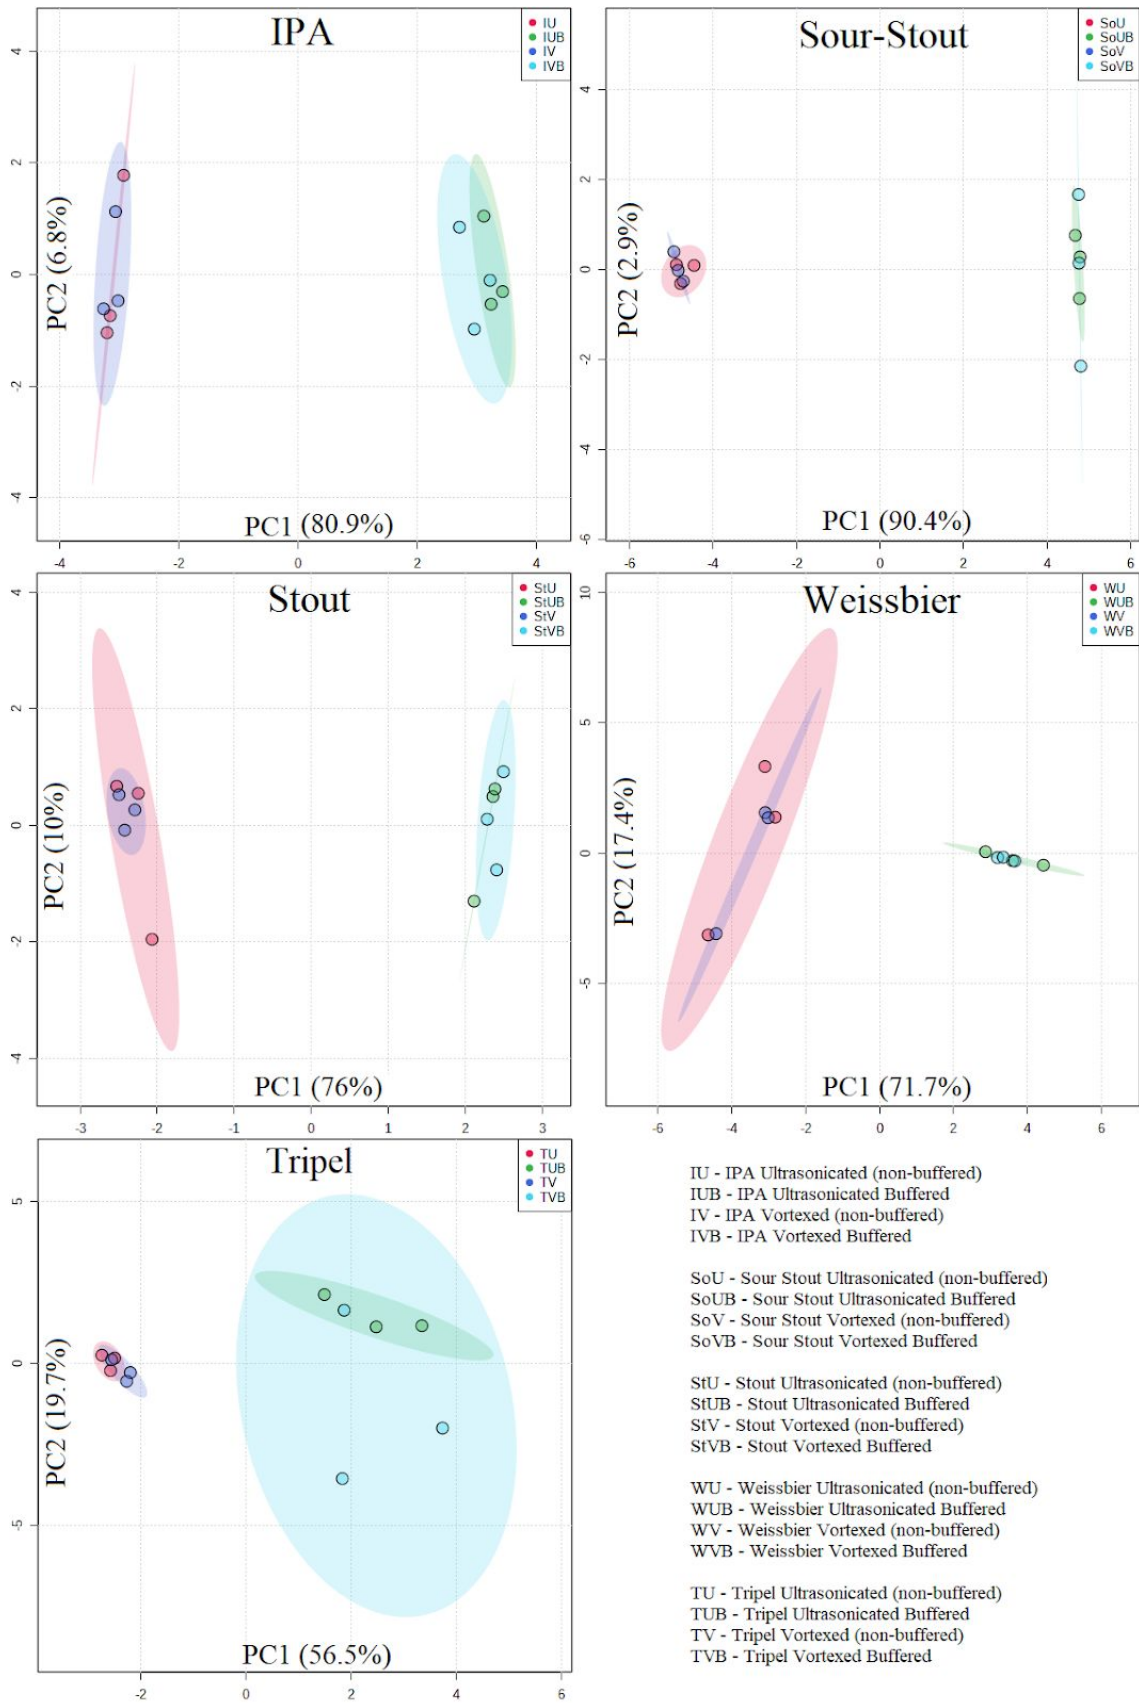 IPA
IU
IUB
IV
IVB
PC2 (6.8%)
4
2
0
-2
-4
PC1 (80.9%)
-4
-2
0
2
4
Sour-Stout
SoU
SoUB
SoV
SoVB
PC2 (2.9%)
4
2
0
-2
-4
-6
PC1 (90.4%)
-6
-4
-2
0
2
4
6
Stout
StU
StUB
StV
StVB
PC2 (10%)
4
2
0
-2
-4
PC1 (76%)
-3
-2
-1
0
1
2
3
Weissbier
WU
WUB
WV
WVB
PC2 (17.4%)
10
5
0
-5
PC1 (71.7%)
-6
-4
-2
0
2
4
6
Tripel
TU
TUB
TV
TVB
PC2 (19.7%)
5
0
-5
PC1 (56.5%)
-2
0
2
4
6
IU - IPA Ultrasonicated (non-buffered)
IUB - IPA Ultrasonicated Buffered
IV - IPA Vortexed (non-buffered)
IVB - IPA Vortexed Buffered
SoU - Sour Stout Ultrasonicated (non-buffered)
SoUB - Sour Stout Ultrasonicated Buffered
SoV - Sour Stout Vortexed (non-buffered)
SoVB - Sour Stout Vortexed Buffered
StU - Stout Ultrasonicated (non-buffered)
StUB - Stout Ultrasonicated Buffered
StV - Stout Vortexed (non-buffered)
StVB - Stout Vortexed Buffered
WU - Weissbier Ultrasonicated (non-buffered)
WUB - Weissbier Ultrasonicated Buffered
WV - Weissbier Vortexed (non-buffered)
WVB - Weissbier Vortexed Buffered
TU - Tripel Ultrasonicated (non-buffered)
TUB - Tripel Ultrasonicated Buffered
TV - Tripel Vortexed (non-buffered)
TVB - Tripel Vortexed Buffered